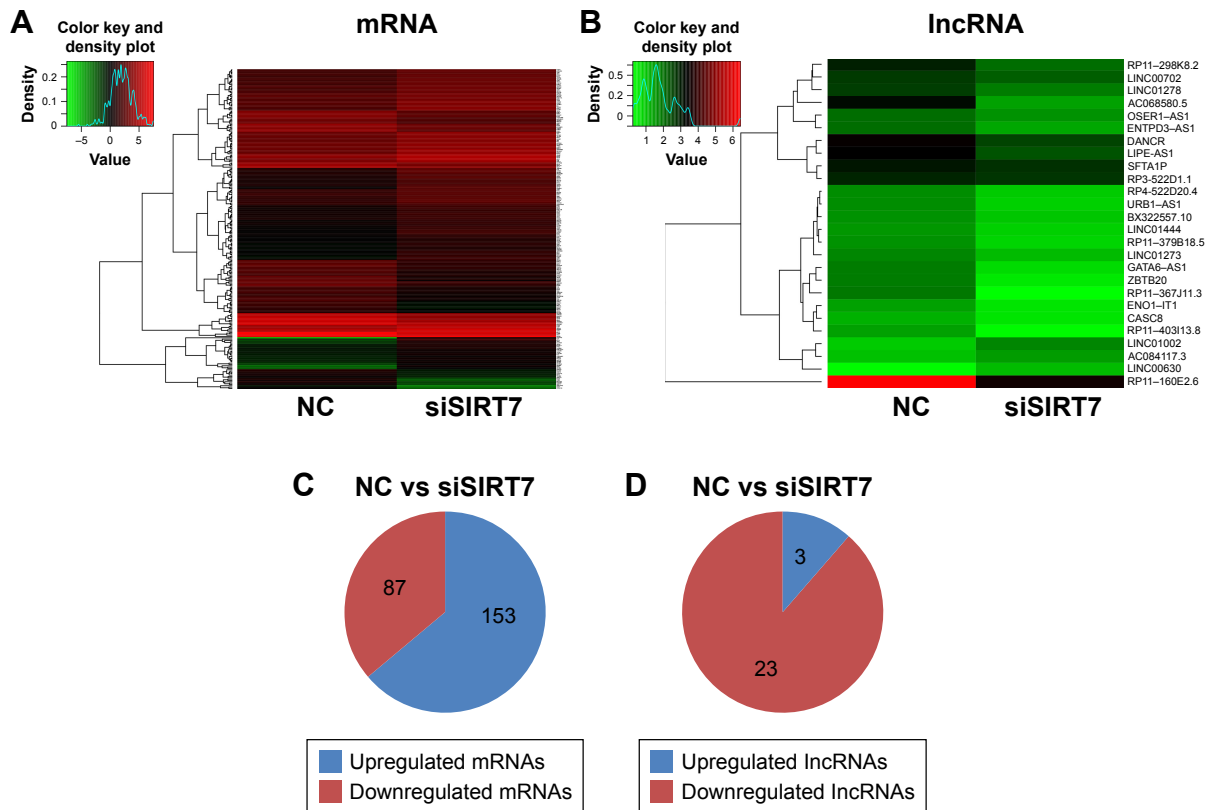 A
mRNA
Color key and
density plot
Density
0.2
0.1
0
−5
0
5
Value
NC
siSIRT7
B
lncRNA
Color key and
density plot
Density
0.5
0.2
0
1
2
3
4
5
6
Value
RP11–298K8.2
LINC00702
LINC01278
AC068580.5
OSER1–AS1
ENTPD3–AS1
DANCR
LIPE-AS1
SFTA1P
RP3-522D1.1
RP4-522D20.4
URB1–AS1
BX322557.10
LINC01444
RP11–379B18.5
LINC01273
GATA6–AS1
ZBTB20
RP11–367J11.3
ENO1–IT1
CASC8
RP11–403I13.8
LINC01002
AC084117.3
LINC00630
RP11–160E2.6
NC
siSIRT7
C
NC vs siSIRT7
87
153
Upregulated mRNAs
Downregulated mRNAs
D
NC vs siSIRT7
3
23
Upregulated lncRNAs
Downregulated lncRNAs